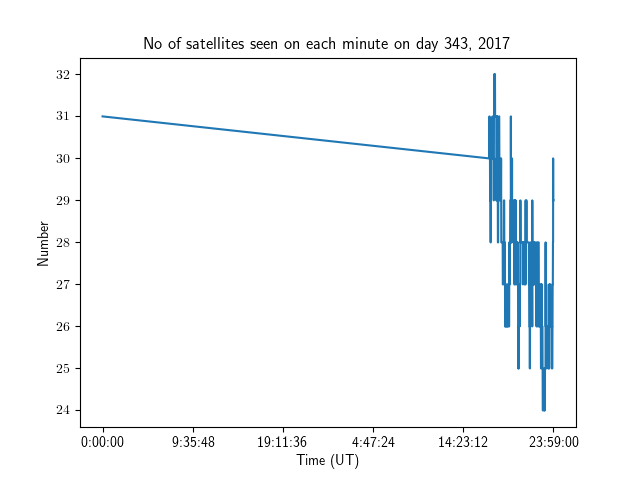 No of satellites seen on each minute on day 343, 2017
32
31
30
29
28
27
26
25
24
Number
0:00:00 9:35:48 19:11:36 4:47:24 14:23:12 23:59:00
Time (UT)